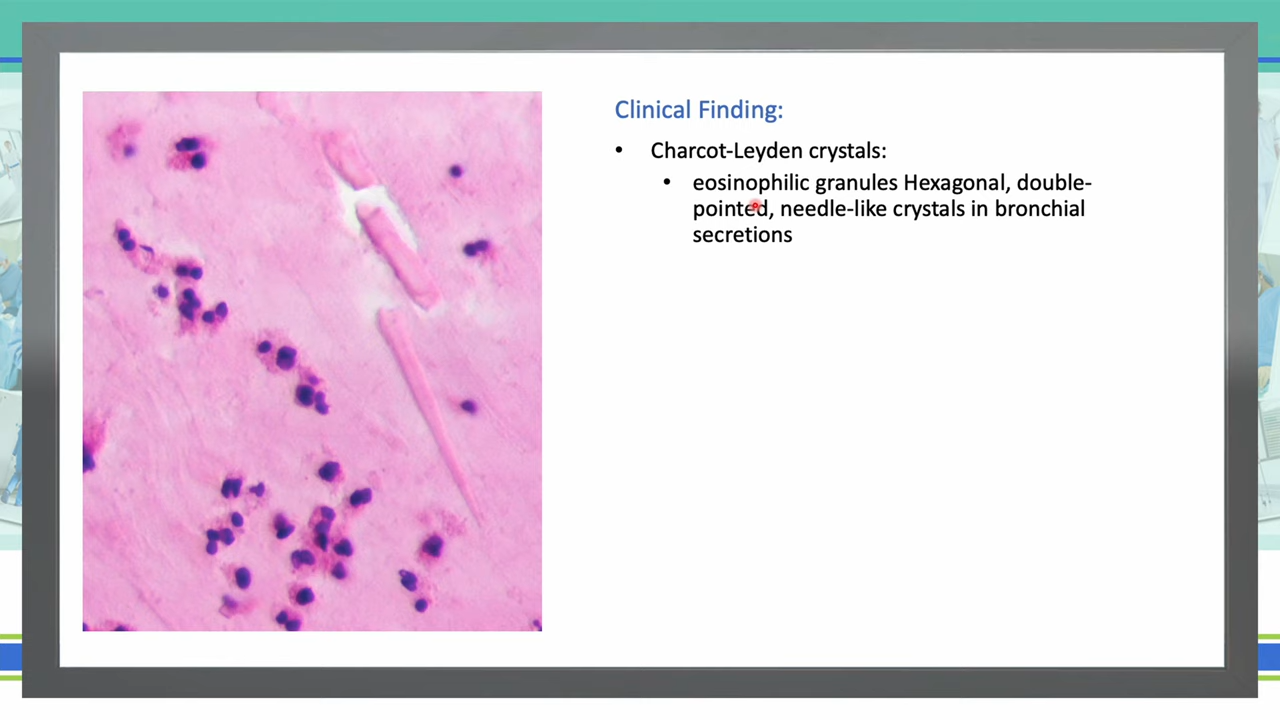 Clinical Finding:
• Charcot-Leyden crystals:
• eosinophilic granules Hexagonal, double-
pointed, needle-like crystals in bronchial
secretions